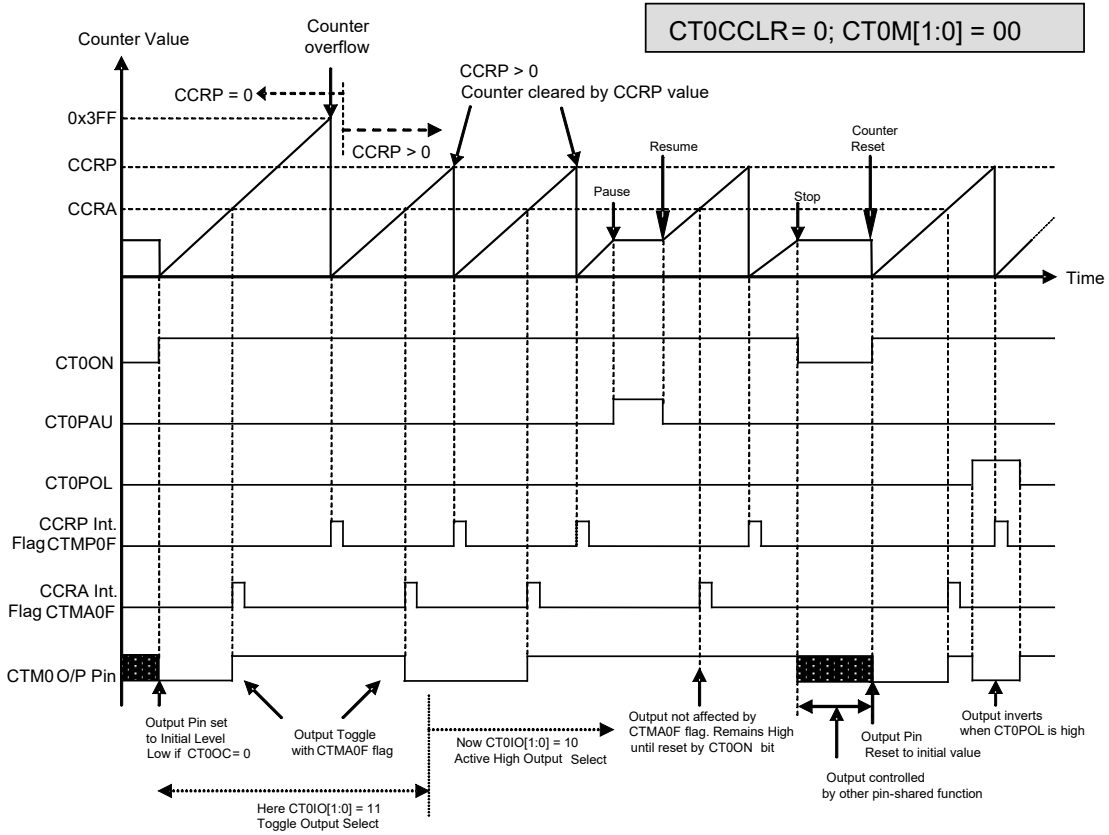 CT0CCLR = 0; CT0M[1:0] = 00
Counter Value
Counter
overflow
CCRP = 0
CCRP > 0
CCRP > 0
Counter cleared by CCRP value
0x3FF
CCRP
CCRA
Pause
Resume
Stop
Counter
Reset
Time
CT0ON
CT0PAU
CT0POL
CCRP Int.
Flag CTMP0F
CCRA Int.
Flag CTMA0F
CTM0 O/P Pin
Output Pin set
to Initial Level
Low if CT0OC= 0
Output Toggle
with CTMA0F flag
Now CT0IO[1:0] = 10
Active High Output Select
Output not affected by
CTMA0F flag. Remains High
until reset by CT0ON bit
Output Pin
Reset to initial value
Output inverts
when CT0POL is high
Output controlled
by other pin-shared function
Here CT0IO[1:0] = 11
Toggle Output Select